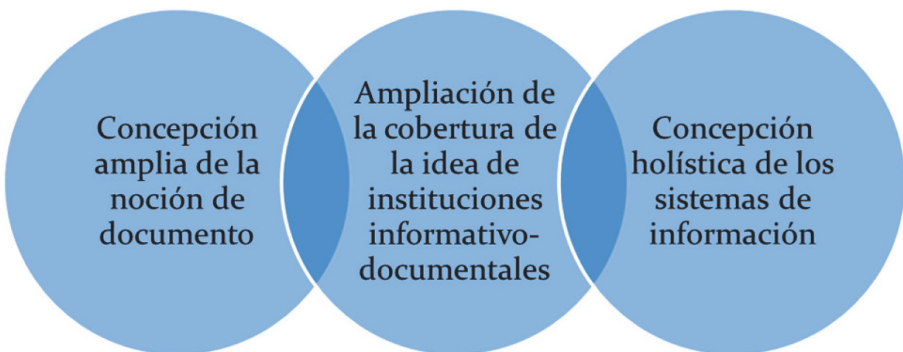 Concepción
amplia de la
noción de
documento
Ampliación de
la cobertura de
la idea de
instituciones
informativo-
documentales
Concepción
holística de los
sistemas de
información